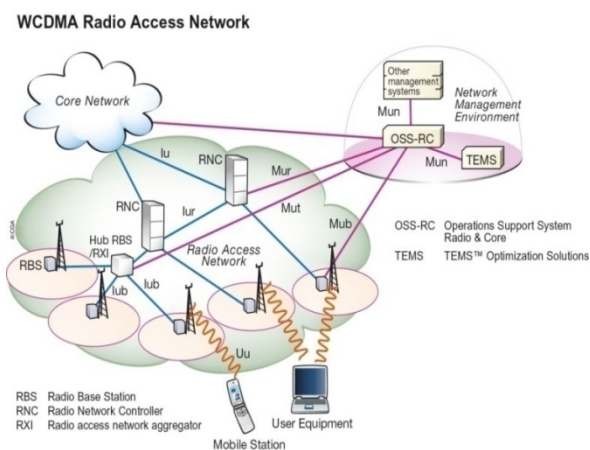 WCDMA Radio Access Network
Core Network
Other
management
systems
Network
Management
Environment
Mun
OSS-RC
Mun
TEMS
Iu
RNC
Mur
Mut
RNC
Iur
Mub
OSS-RC Operations Support System
Radio & Core
TEMS TEMS™ Optimization Solutions
Hub RBS
/RXI
Radio Access
Network
RBS
Iub
Iub
Uu
RBS Radio Base Station
RNC Radio Network Controller
RXI Radio access network aggregator
User Equipment
Mobile Station